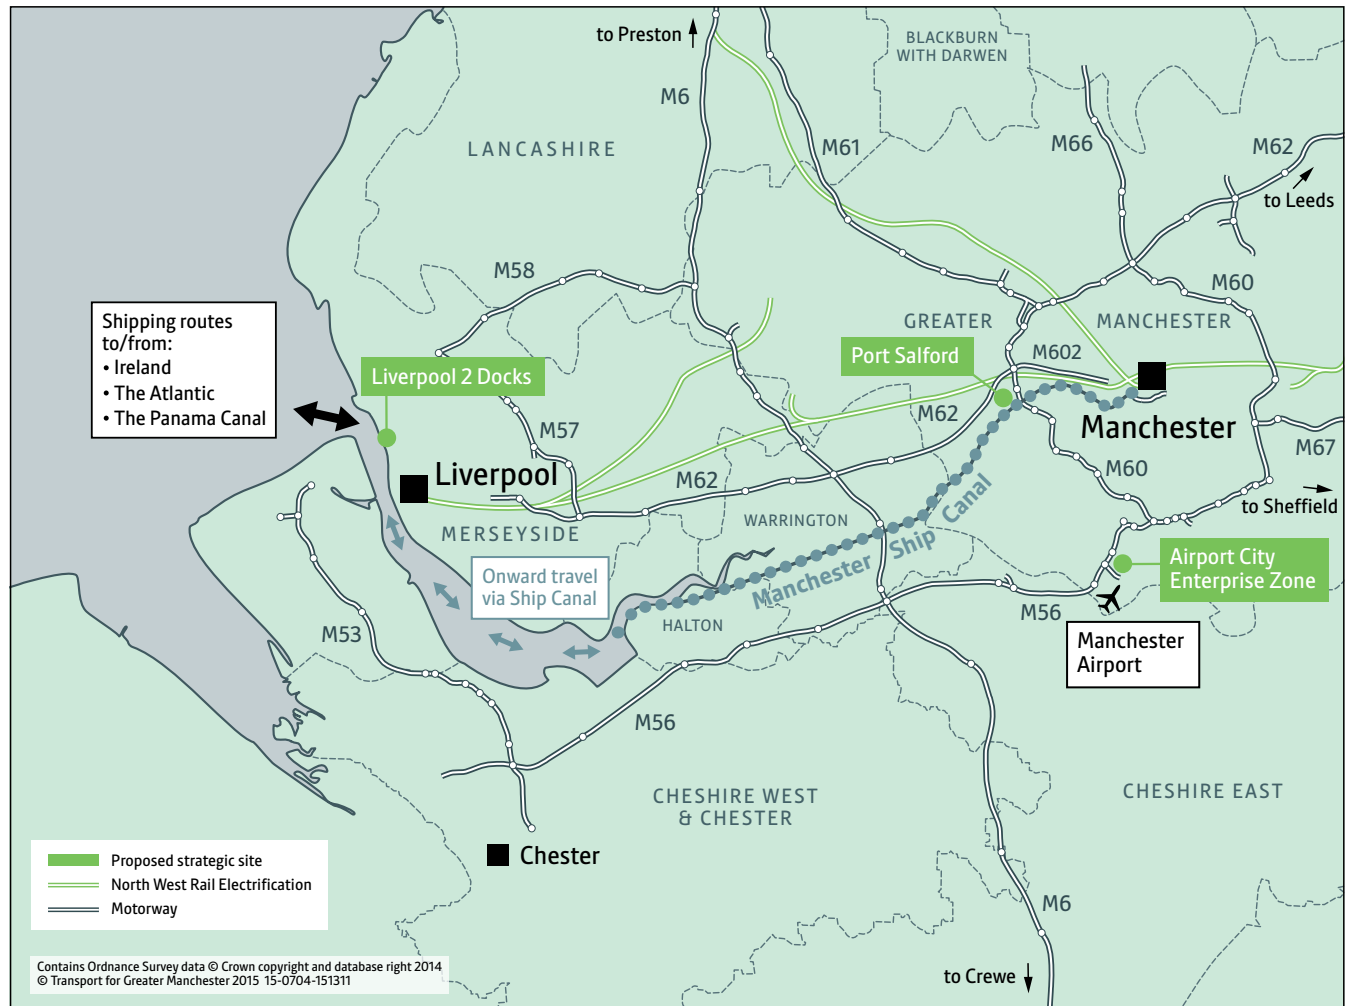 to Preston
BLACKBURN
WITH DARWEN
M6
LANCASHIRE
M61
M66
M62
to Leeds
M58
M60
Shipping routes
to/from:
• Ireland
• The Atlantic
• The Panama Canal
GREATER
MANCHESTER
Port Salford
M602
Liverpool 2 Docks
M62
M57
Manchester
M67
Liverpool
M62
M60
to Sheffield
MERSEYSIDE
WARRINGTON
Manchester Ship Canal
Airport City
Enterprise Zone
Onward travel
via Ship Canal
HALTON
M56
M53
Manchester
Airport
M56
CHESHIRE WEST
& CHESTER
CHESHIRE EAST
Chester
Proposed strategic site
North West Rail Electrification
Motorway
M6
to Crewe
Contains Ordnance Survey data © Crown copyright and database right 2014
© Transport for Greater Manchester 2015 15-0704-151311